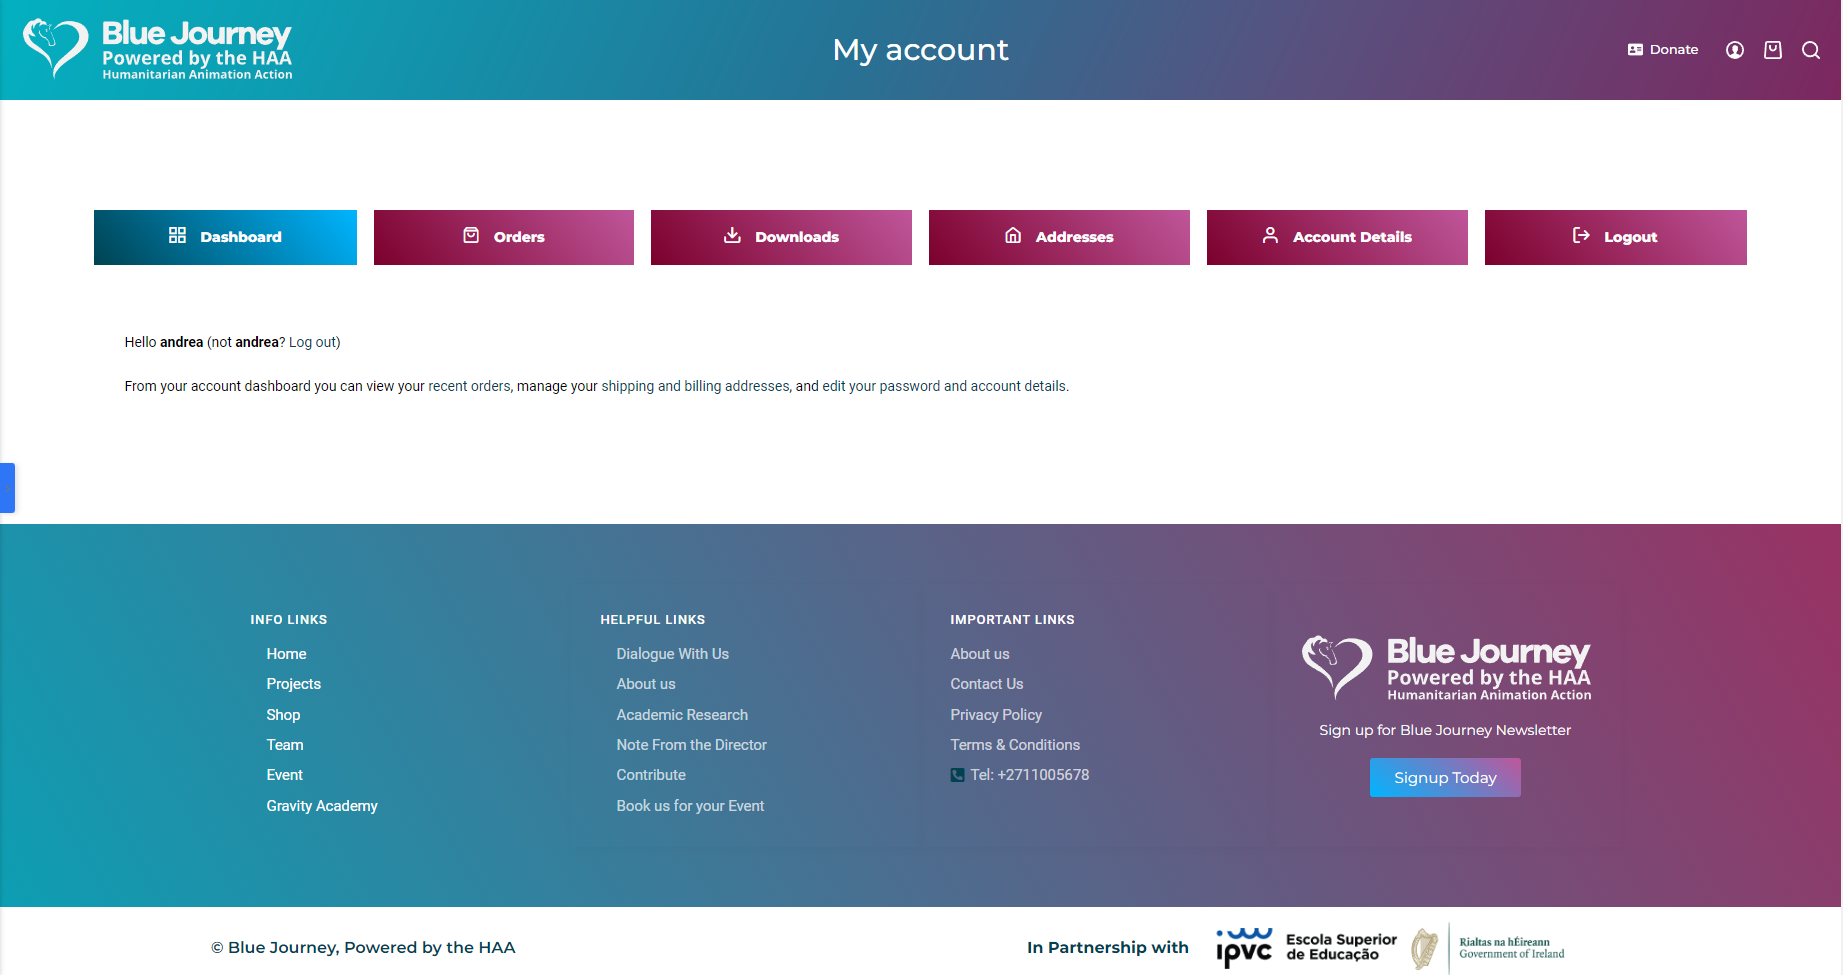 Blue Journey
Powered by the HAA
Humanitarian Animation Action
My account
Donate
Dashboard
Orders
Downloads
Addresses
Account Details
Logout
Hello andrea (not andrea? Log out)
From your account dashboard you can view your recent orders, manage your shipping and billing addresses, and edit your password and account details.
INFO LINKS
Home
Projects
Shop
Team
Event
Gravity Academy
HELPFUL LINKS
Dialogue With Us
About us
Academic Research
Note From the Director
Contribute
Book us for your Event
IMPORTANT LINKS
About us
Contact Us
Privacy Policy
Terms & Conditions
Tel: +2711005678
Blue Journey
Powered by the HAA
Humanitarian Animation Action
Sign up for Blue Journey Newsletter
Signup Today
© Blue Journey, Powered by the HAA
In Partnership with
ipvc
Escola Superior
de Educação
Rialtas na hÉireann
Government of Ireland